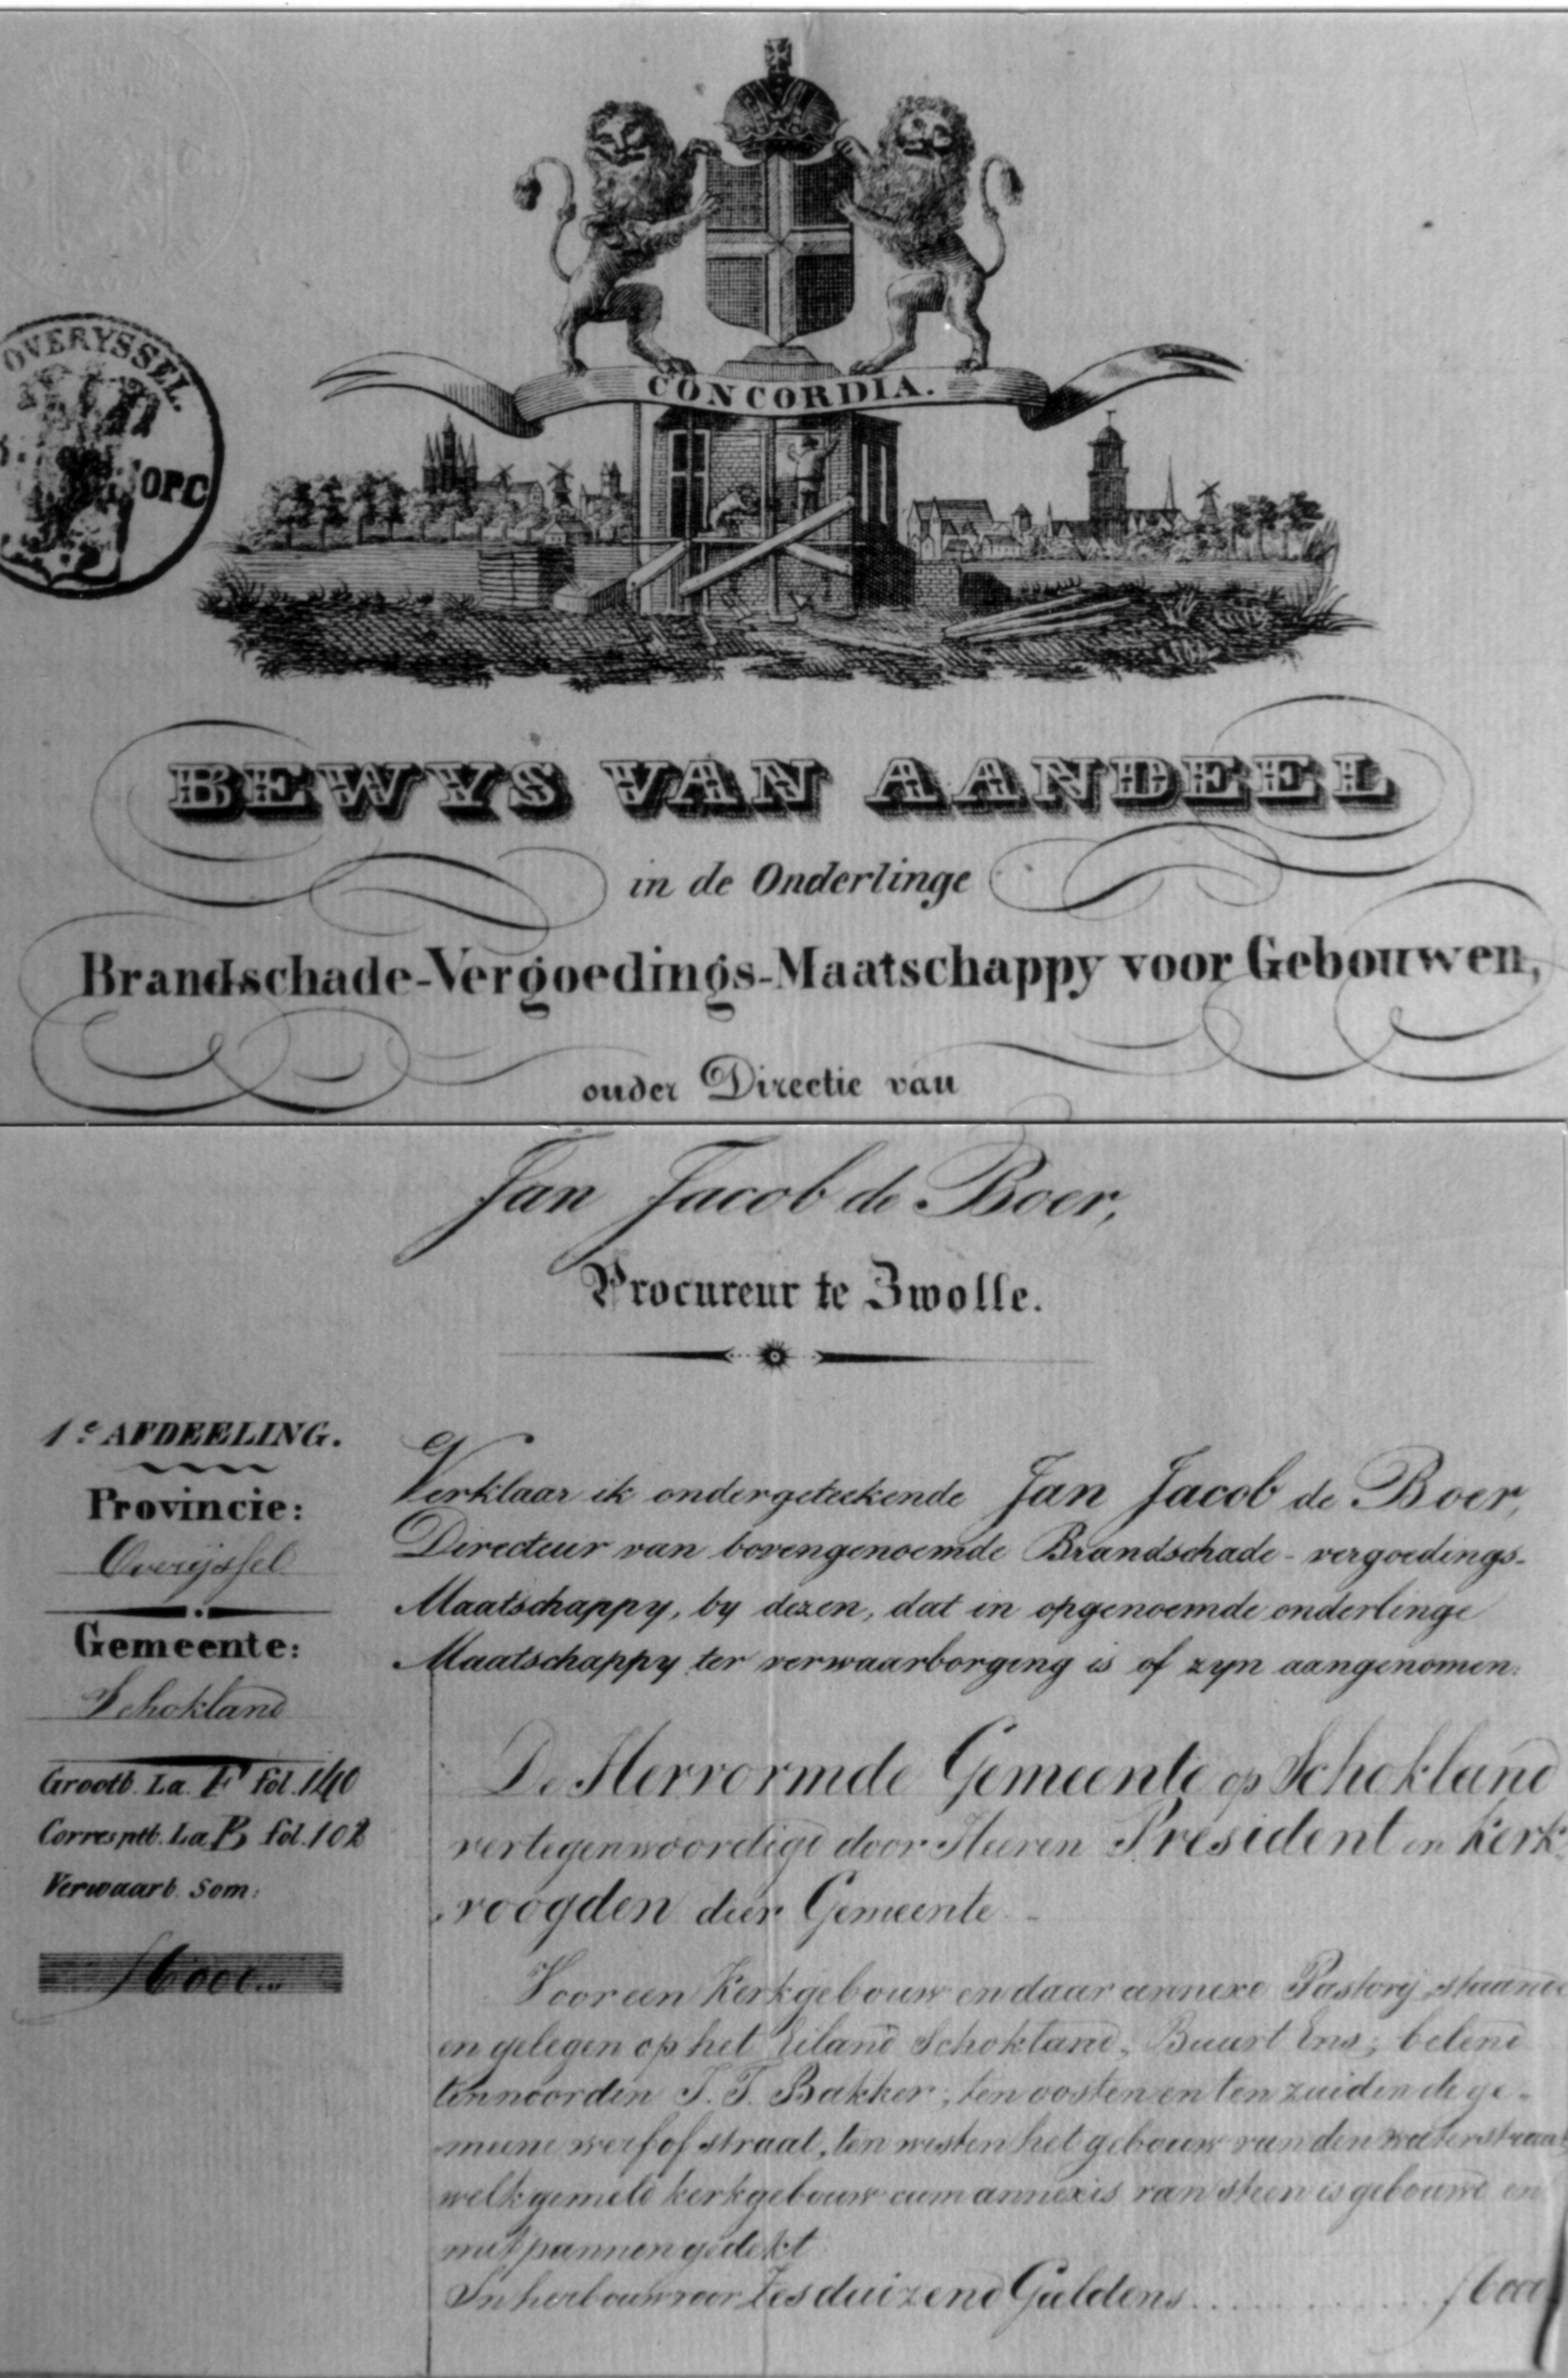 OVERYSSEL.
OPC
CONCORDIA.
BEWYS VAN AANDEEL
in de Onderlinge
Brandschade-Vergoedings-Maatschappy voor Gebouwen,
onder Directie van
Jan Jacob de Boer,
Procureur te Zwolle.
1e AFDEELING.
Provincie:
Overijssel
Gemeente:
Schokland
Grootb. La. F fol. 140
Correspdtb. La B fol. 102
Verwaarb. Som:
f 6000..
Verklaar ik ondergeteekende Jan Jacob de Boer,
Directeur van bovengenoemde Brandschade-vergoedings-
Maatschappy, by dezen, dat in opgenoemde onderlinge
Maatschappy ter verwaarborging is of zyn aangenomen:
De Hervormde Gemeente op Schokland
vertegenwoordigd door Heeren President en Kerk-
voogden dier Gemeente
Voor een Kerkgebouw en daar annexe Pastorij, staande
en gelegen op het Eiland Schokland, Buurt Ens; belend
ten noorden J. T. Bakker; ten oosten en ten zuiden de ge-
meene werf of straat, ten westen het gebouw van den waterstaat
welk gemeld kerkgebouw cum annexis van steen is gebouwd en
met pannen gedekt
In herbouw voor Zesduizend Guldens .............. f 6000